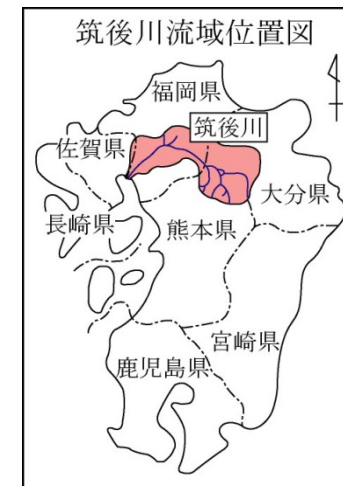 筑後川流域位置図
福岡県
筑後川
佐賀県
大分県
長崎県
熊本県
宮崎県
鹿児島県